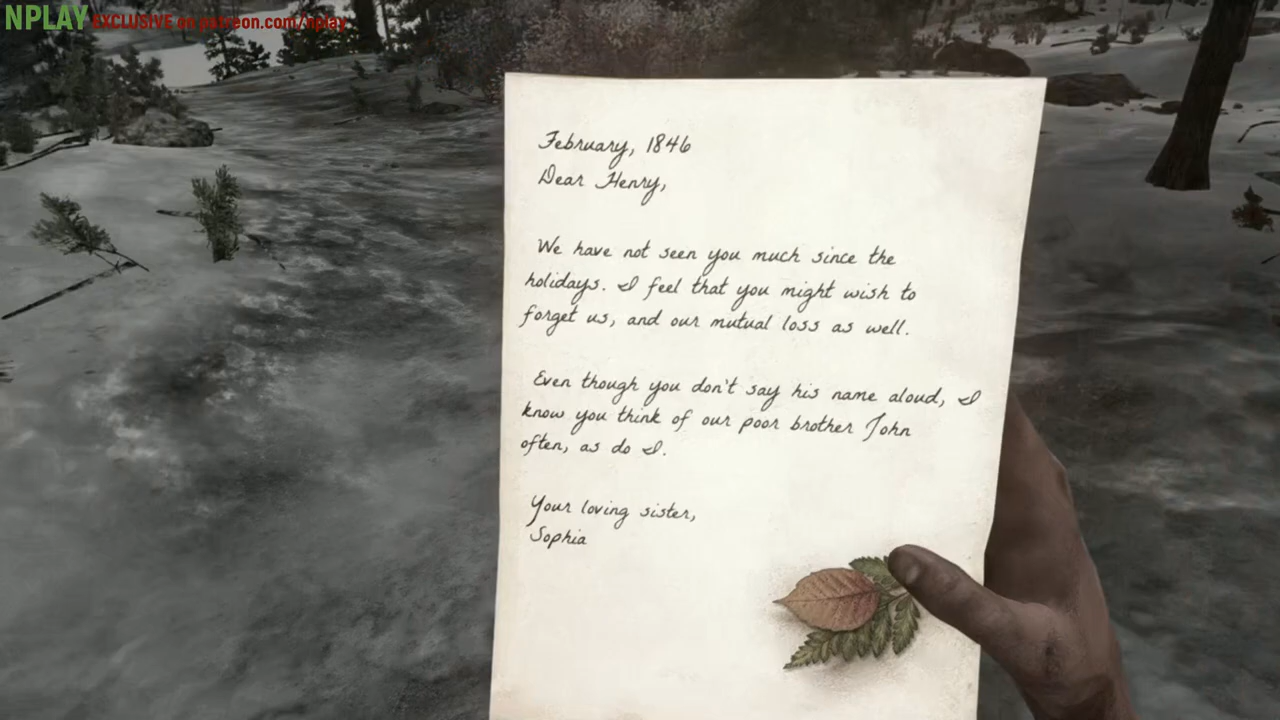 NPLAY EXCLUSIVE on patreon.com/nplay
February, 1846
Dear Henry,
We have not seen you much since the
holidays. I feel that you might wish to
forget us, and our mutual loss as well.
Even though you don't say his name aloud, I
know you think of our poor brother John
often, as do I.
Your loving sister,
Sophia